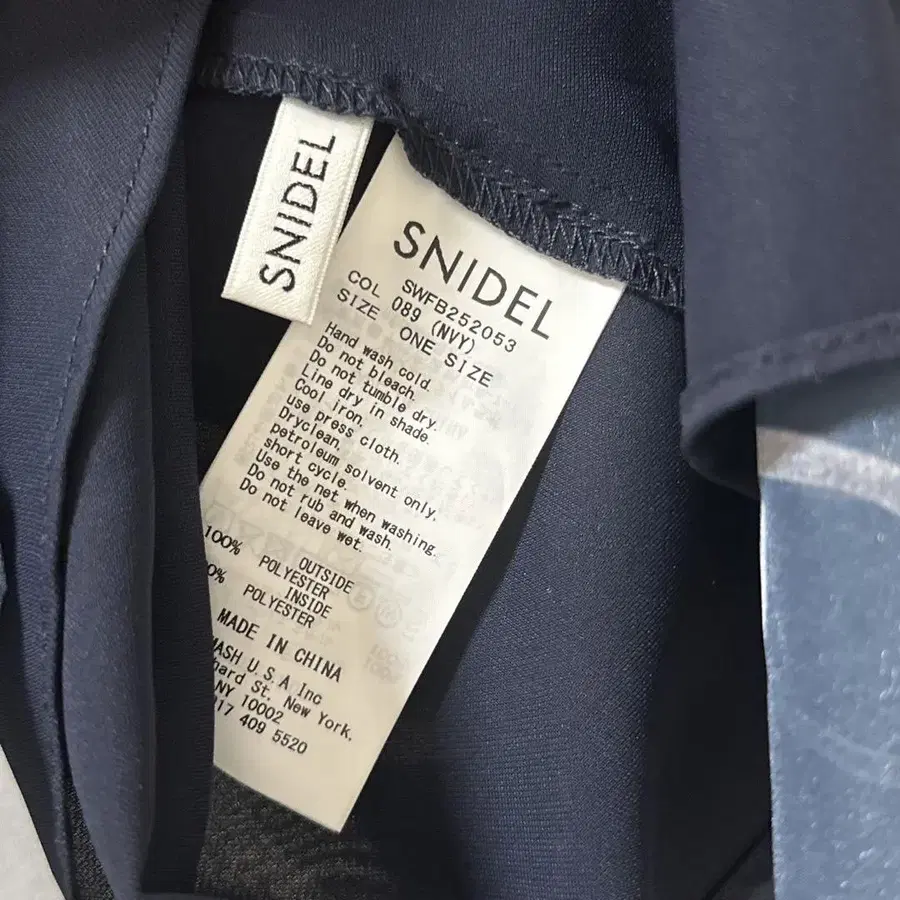 SNIDEL
SNIDEL
SWFB252053
COL 089 (NVY)
SIZE ONE SIZE
Hand wash cold.
Do not bleach.
Do not tumble dry.
Line dry in shade.
Cool iron.
use press cloth.
Dryclean,
petroleum solvent only,
short cycle.
Use the net when washing.
Do not rub and wash.
Do not leave wet.
OUTSIDE
100% POLYESTER
INSIDE
POLYESTER
MADE IN CHINA
U.S.A Inc
St. New York.
NY 10002
409 5520